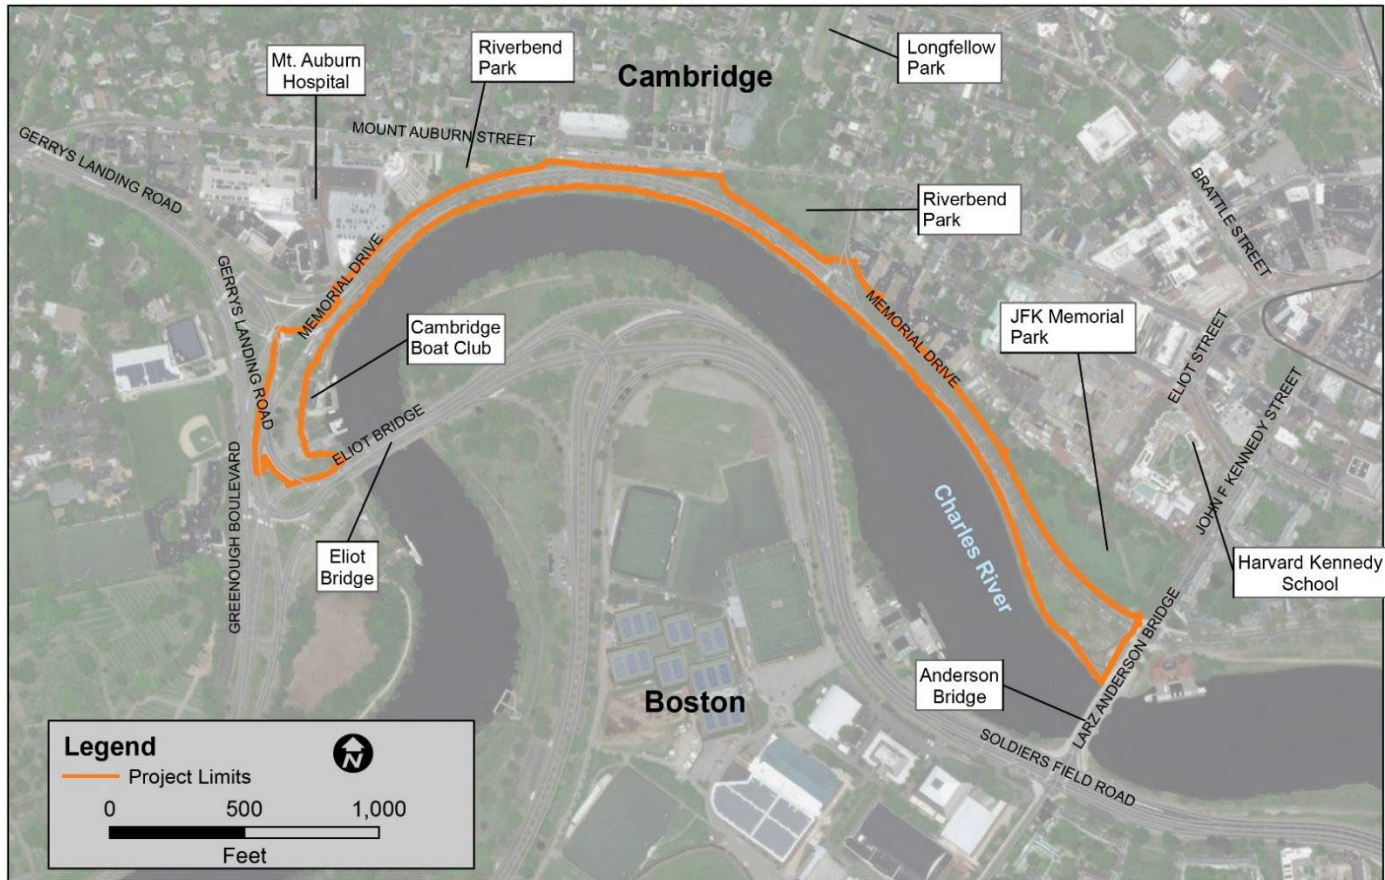 Mt. Auburn
Hospital
Riverbend
Park
Cambridge
Longfellow
Park
MOUNT AUBURN STREET
GERRYS LANDING ROAD
BRATTLE STREET
Riverbend
Park
GERRYS LANDING ROAD
MEMORIAL DRIVE
MEMORIAL DRIVE
Cambridge
Boat Club
JFK Memorial
Park
ELIOT STREET
JOHN F KENNEDY STREET
ELIOT BRIDGE
GREENOUGH BOULEVARD
Eliot
Bridge
Charles River
Harvard Kennedy
School
LARZ ANDERSON BRIDGE
Anderson
Bridge
Boston
SOLDIERS FIELD ROAD
Legend
N
Project Limits
0 500 1,000
Feet